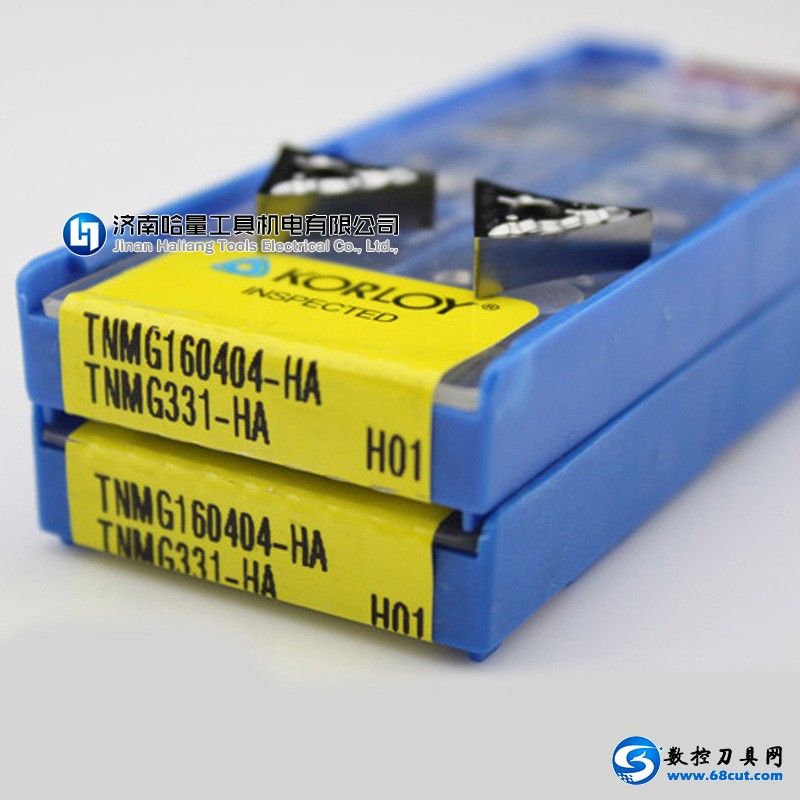 济南哈量工具机电有限公司
Jinan Haliang Tools Electrical Co., Ltd.,
KORLOY®
INSPECTED
TNMG160404-HA
TNMG331-HA
H01
TNMG160404-HA
TNMG331-HA
H01
数控刀具网
www.68cut.com